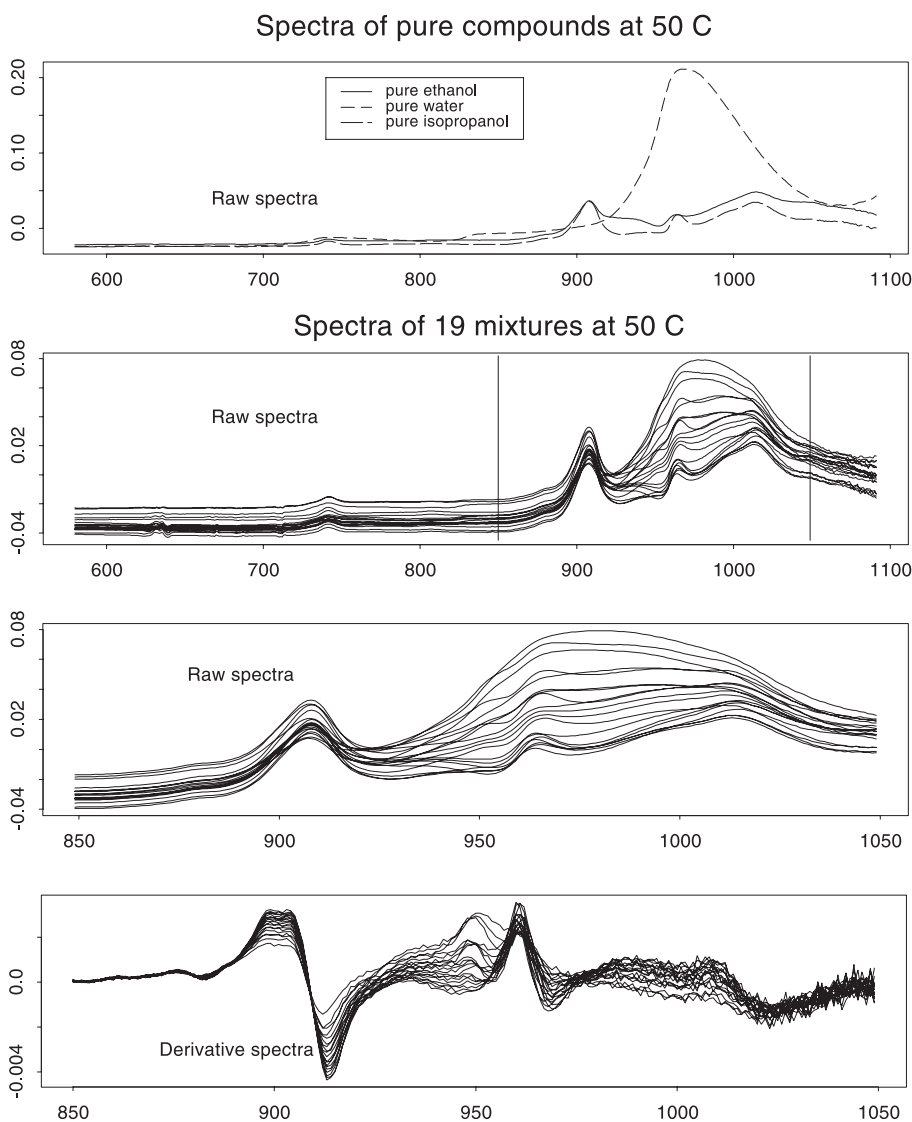 Spectra of pure compounds at 50 C
0.20
0.10
0.0
pure ethanol
pure water
pure isopropanol
Raw spectra
600 700 800 900 1000 1100
Spectra of 19 mixtures at 50 C
0.08
0.02
-0.04
Raw spectra
600 700 800 900 1000 1100
0.08
0.02
-0.04
Raw spectra
850 900 950 1000 1050
0.0
-0.004
Derivative spectra
850 900 950 1000 1050